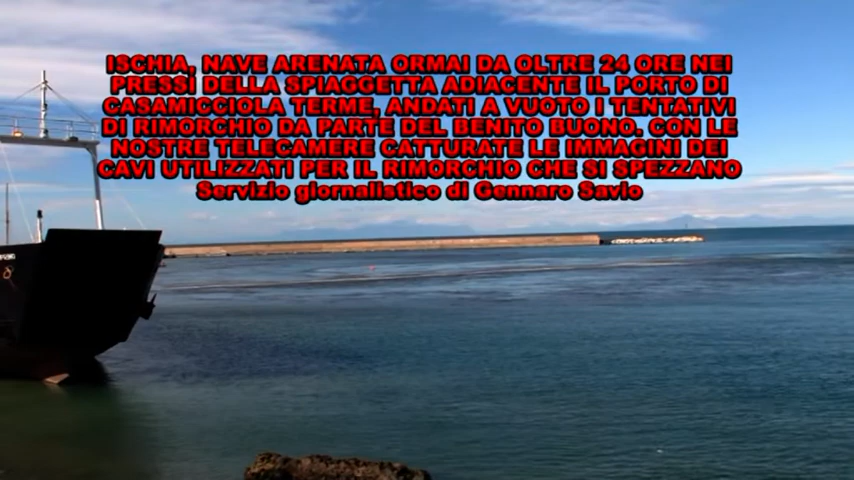 ISCHIA, NAVE ARENATA ORMAI DA OLTRE 24 ORE NEI
PRESSI DELLA SPIAGGETTA ADIACENTE IL PORTO DI
CASAMICCIOLA TERME, ANDATI A VUOTO I TENTATIVI
DI RIMORCHIO DA PARTE DEL BENITO BUONO. CON LE
NOSTRE TELECAMERE CATTURATE LE IMMAGINI DEI
CAVI UTILIZZATI PER IL RIMORCHIO CHE SI SPEZZANO
Servizio giornalistico di Gennaro Savio